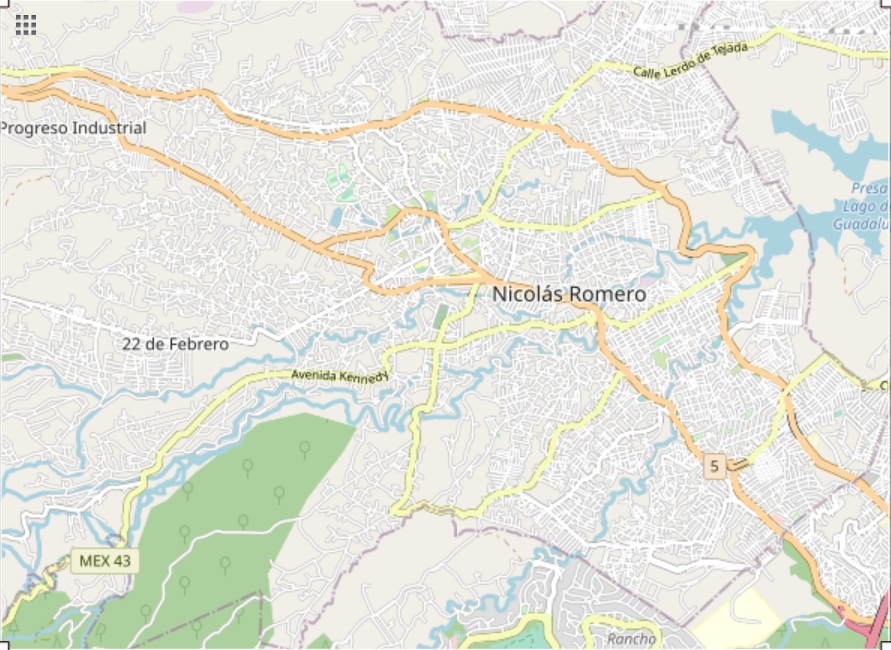 Calle Lerdo de Tejada
Progreso Industrial
Presa
Lago d
Guadalu
Nicolás Romero
22 de Febrero
Avenida Kennedy
C
5
MEX 43
Rancho